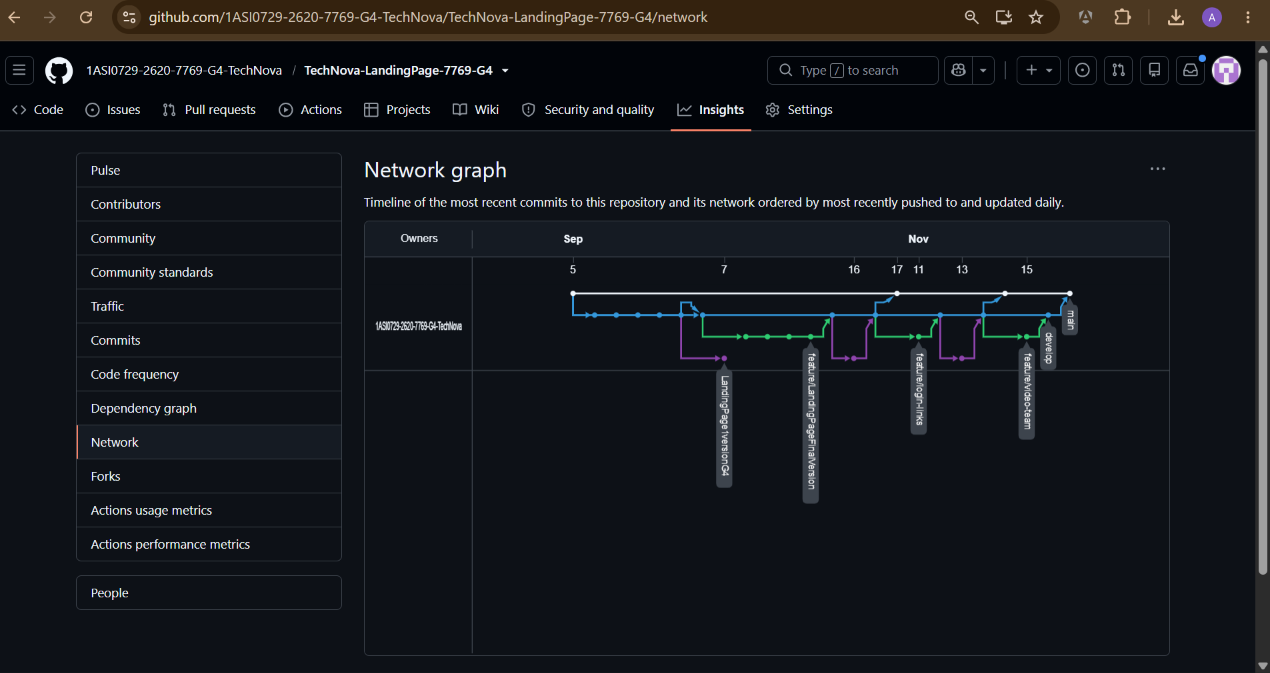 github.com/1ASI0729-2620-7769-G4-TechNova/TechNova-LandingPage-7769-G4/network
A
1ASI0729-2620-7769-G4-TechNova / TechNova-LandingPage-7769-G4
Type / to search
Code Issues Pull requests Actions Projects Wiki Security and quality Insights Settings
Pulse
Contributors
Community
Community standards
Traffic
Commits
Code frequency
Dependency graph
Network
Forks
Actions usage metrics
Actions performance metrics
People
Network graph
Timeline of the most recent commits to this repository and its network ordered by most recently pushed to and updated daily.
Owners Sep Nov
5 7 16 17 11 13 15
1ASI0729-2620-7769-G4-TechNova
LandingPage1versionG4
feature/LandingPageFinalVersion
feature/login-links
feature/video-team
develop
main